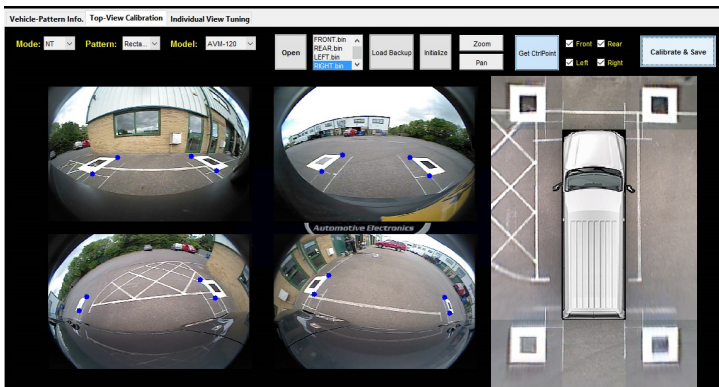 Vehicle-Pattern Info. Top-View Calibration Individual View Tuning
Mode: NT Pattern: Recta... Model: AVM-120
Open
FRONT.bin
REAR.bin
LEFT.bin
RIGHT.bin
Load Backup
Initialize
Zoom
Pan
Get CtrlPoint
Front Rear
Left Right
Calibrate & Save
Automotive Electronics